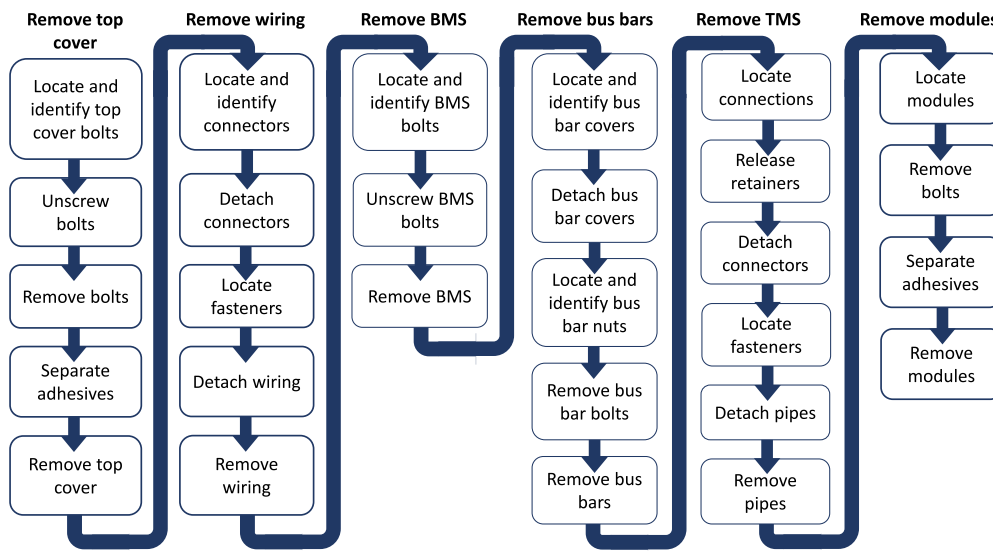 Remove top
cover
Locate and
identify top
cover bolts
Unscrew
bolts
Remove bolts
Separate
adhesives
Remove top
cover
Remove wiring
Locate and
identify
connectors
Detach
connectors
Locate
fasteners
Detach wiring
Remove
wiring
Remove BMS
Locate and
identify BMS
bolts
Unscrew BMS
bolts
Remove BMS
Remove bus bars
Locate and
identify bus
bar covers
Detach bus
bar covers
Locate and
identify bus
bar nuts
Remove bus
bar bolts
Remove bus
bars
Remove TMS
Locate
connections
Release
retainers
Detach
connectors
Locate
fasteners
Detach pipes
Remove
pipes
Remove modules
Locate
modules
Remove
bolts
Separate
adhesives
Remove
modules